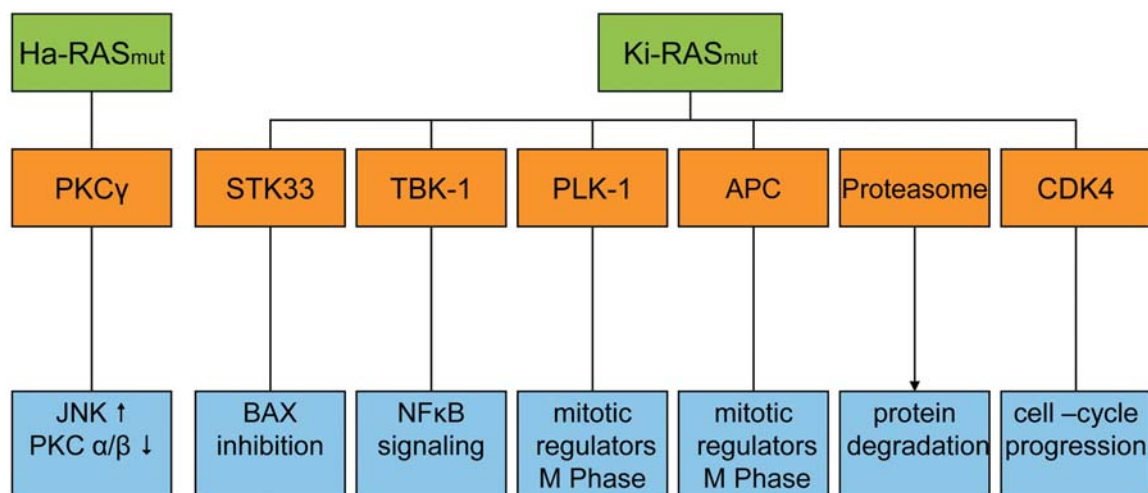 Ha-RASmut
Ki-RASmut
PKCγ
STK33
TBK-1
PLK-1
APC
Proteasome
CDK4
JNK ↑
PKC α/β ↓
BAX
inhibition
NFκB
signaling
mitotic
regulators
M Phase
mitotic
regulators
M Phase
protein
degradation
cell –cycle
progression